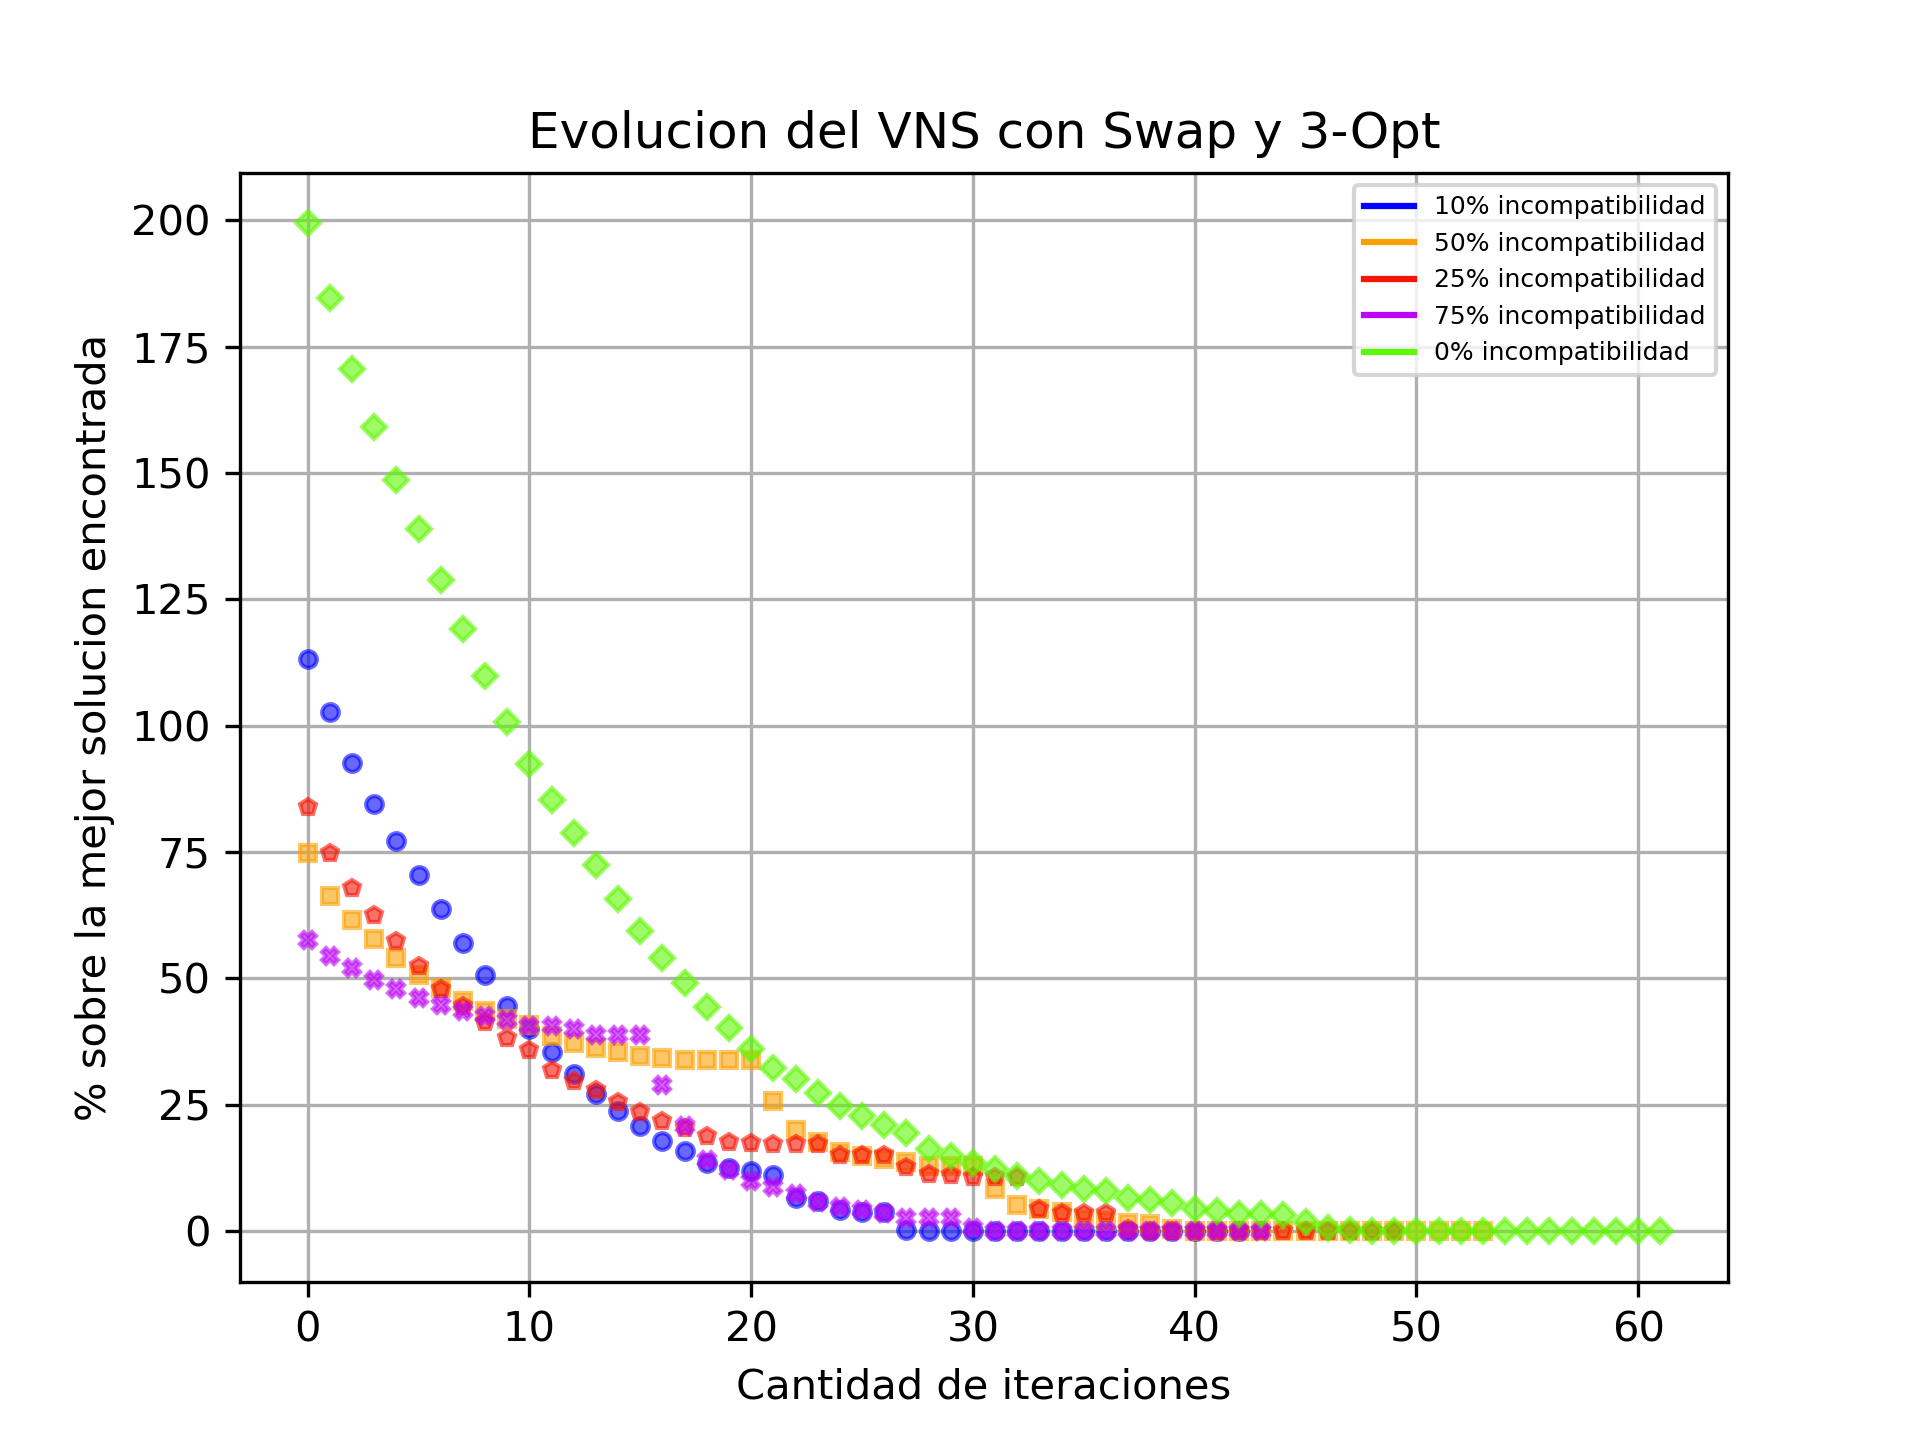 Evolucion del VNS con Swap y 3-Opt
10% incompatibilidad
50% incompatibilidad
25% incompatibilidad
75% incompatibilidad
0% incompatibilidad
% sobre la mejor solucion encontrada
200
175
150
125
100
75
50
25
0
0 10 20 30 40 50 60
Cantidad de iteraciones